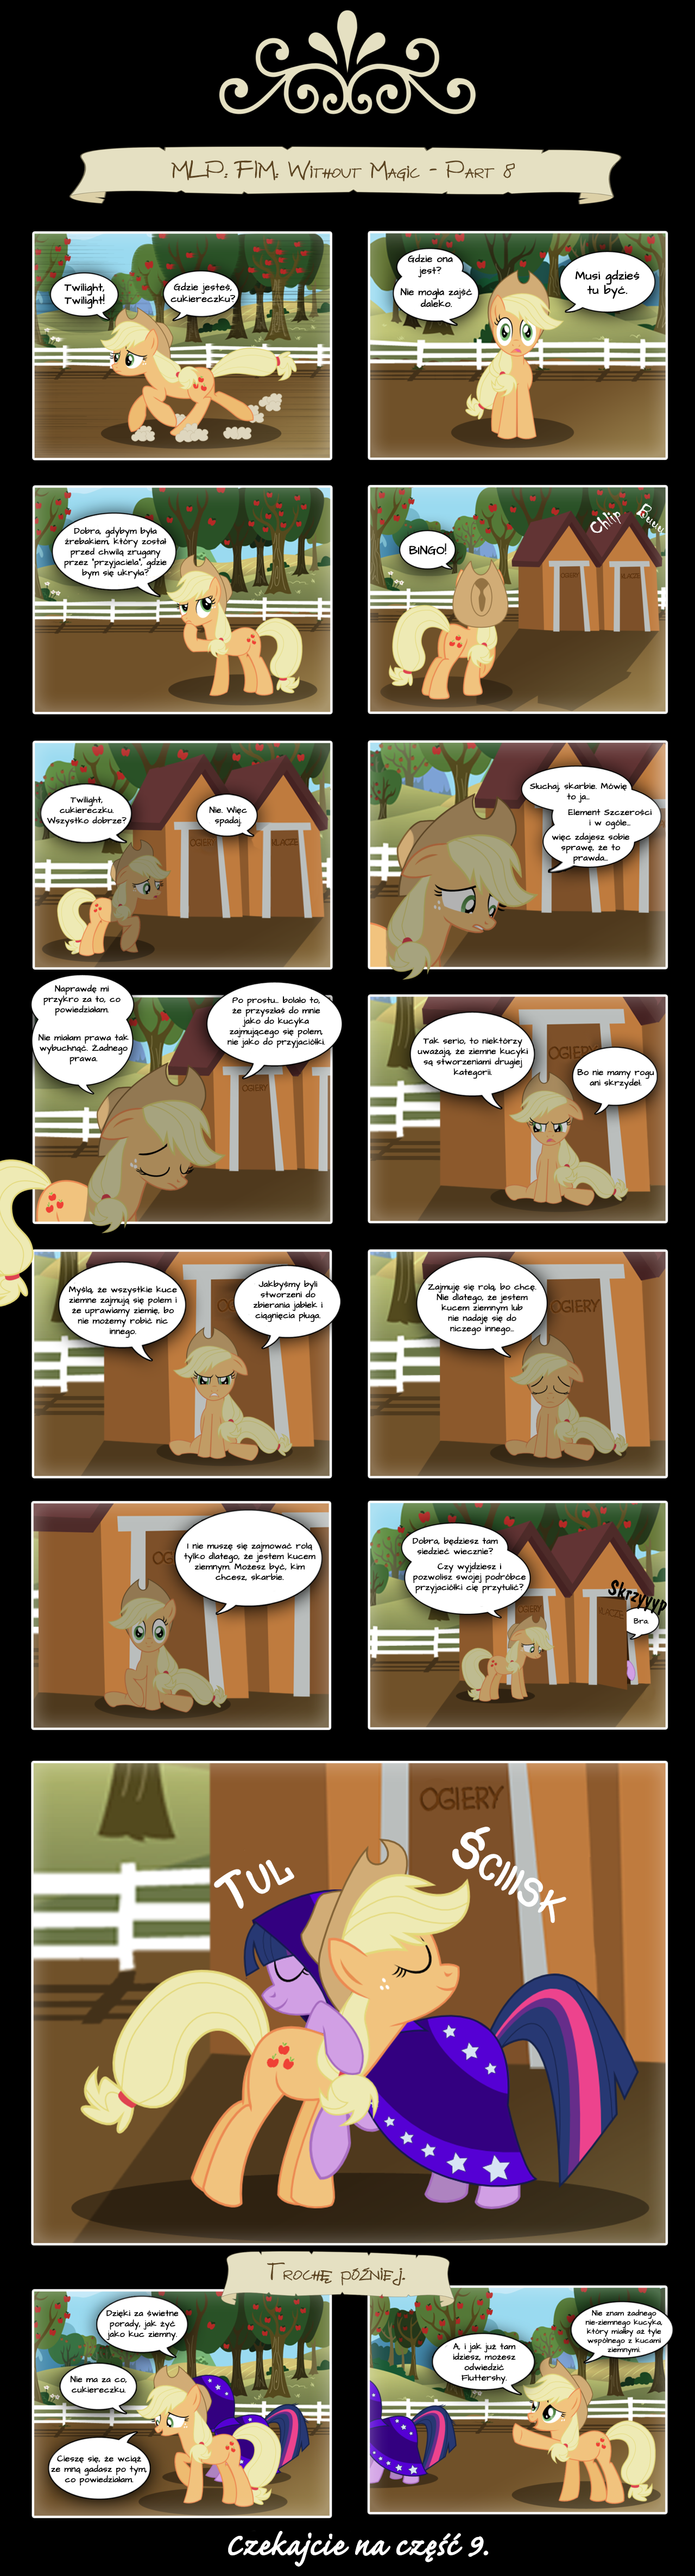 MLP: FIM: Without Magic - Part 8
Twilight,
Twilight!
Gdzie jesteś,
cukiereczku?
Gdzie ona
jest?
Nie mogła zajść
daleko.
Musi gdzieś
tu być.
Dobra, gdybym była
źrebakiem, który został
przed chwilą zrugany
przez "przyjaciela", gdzie
bym się ukryła?
BINGO!
Chlip
OGIERY
KLACZE
Twilight,
cukiereczku.
Wszystko dobrze?
Nie. Więc
spadaj.
OGIERY
KLACZE
Słuchaj, skarbie. Mówię
to ja...
Element Szczerości
i w ogóle...
więc zdajesz sobie
sprawę, że to
prawda...
Naprawdę mi
przykro za to, co
powiedziałam.
Nie miałam prawa tak
wybuchnąć. Żadnego
prawa.
Po prostu... bolało to,
że przyszłaś do mnie
jako do kucyka
zajmującego się polem,
nie jako do przyjaciółki.
OGIERY
Tak serio, to niektórzy
uważają, że ziemne kucyki
są stworzeniami drugiej
kategorii.
Bo nie mamy rogu
ani skrzydeł.
OGIERY
Myślą, że wszystkie kuce
ziemne zajmują się polem i
że uprawiamy ziemię, bo
nie możemy robić nic
innego.
Jakbyśmy byli
stworzeni do
zbierania jabłek i
ciągnięcia pługa.
Zajmuję się rolą, bo chcę.
Nie dlatego, że jestem
kucem ziemnym lub
nie nadaję się do
niczego innego...
OGIERY
I nie muszę się zajmować rolą
tylko dlatego, że jestem kucem
ziemnym. Możesz być, kim
chcesz, skarbie.
Dobra, będziesz tam
siedzieć wiecznie?
Czy wyjdziesz i
pozwolisz swojej podróbce
przyjaciółki cię przytulić?
Skrzyyyp
Bra.
OGIERY
OGIERY
Tul
Ściiisk
Trochę później.
Dzięki za świetne
porady, jak żyć
jako kuc ziemny.
Nie ma za co,
cukiereczku.
Cieszę się, że wciąż
ze mną gadasz po tym,
co powiedziałam.
A, i jak już tam
idziesz, możesz
odwiedzić
Fluttershy.
Nie znam żadnego
nie-ziemnego kucyka,
który miałby aż tyle
wspólnego z kucami
ziemnymi.
Czekajcie na część 9.